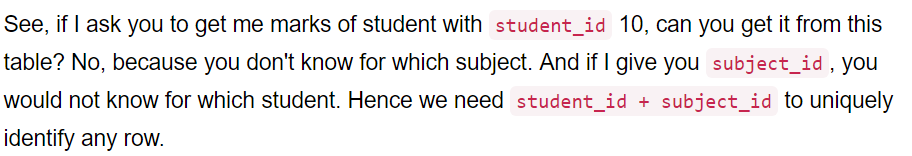 See, if I ask you to get me marks of student with student_id 10, can you get it from this
table? No, because you don't know for which subject. And if I give you subject_id, you
would not know for which student. Hence we need student_id + subject_id to uniquely
identify any row.